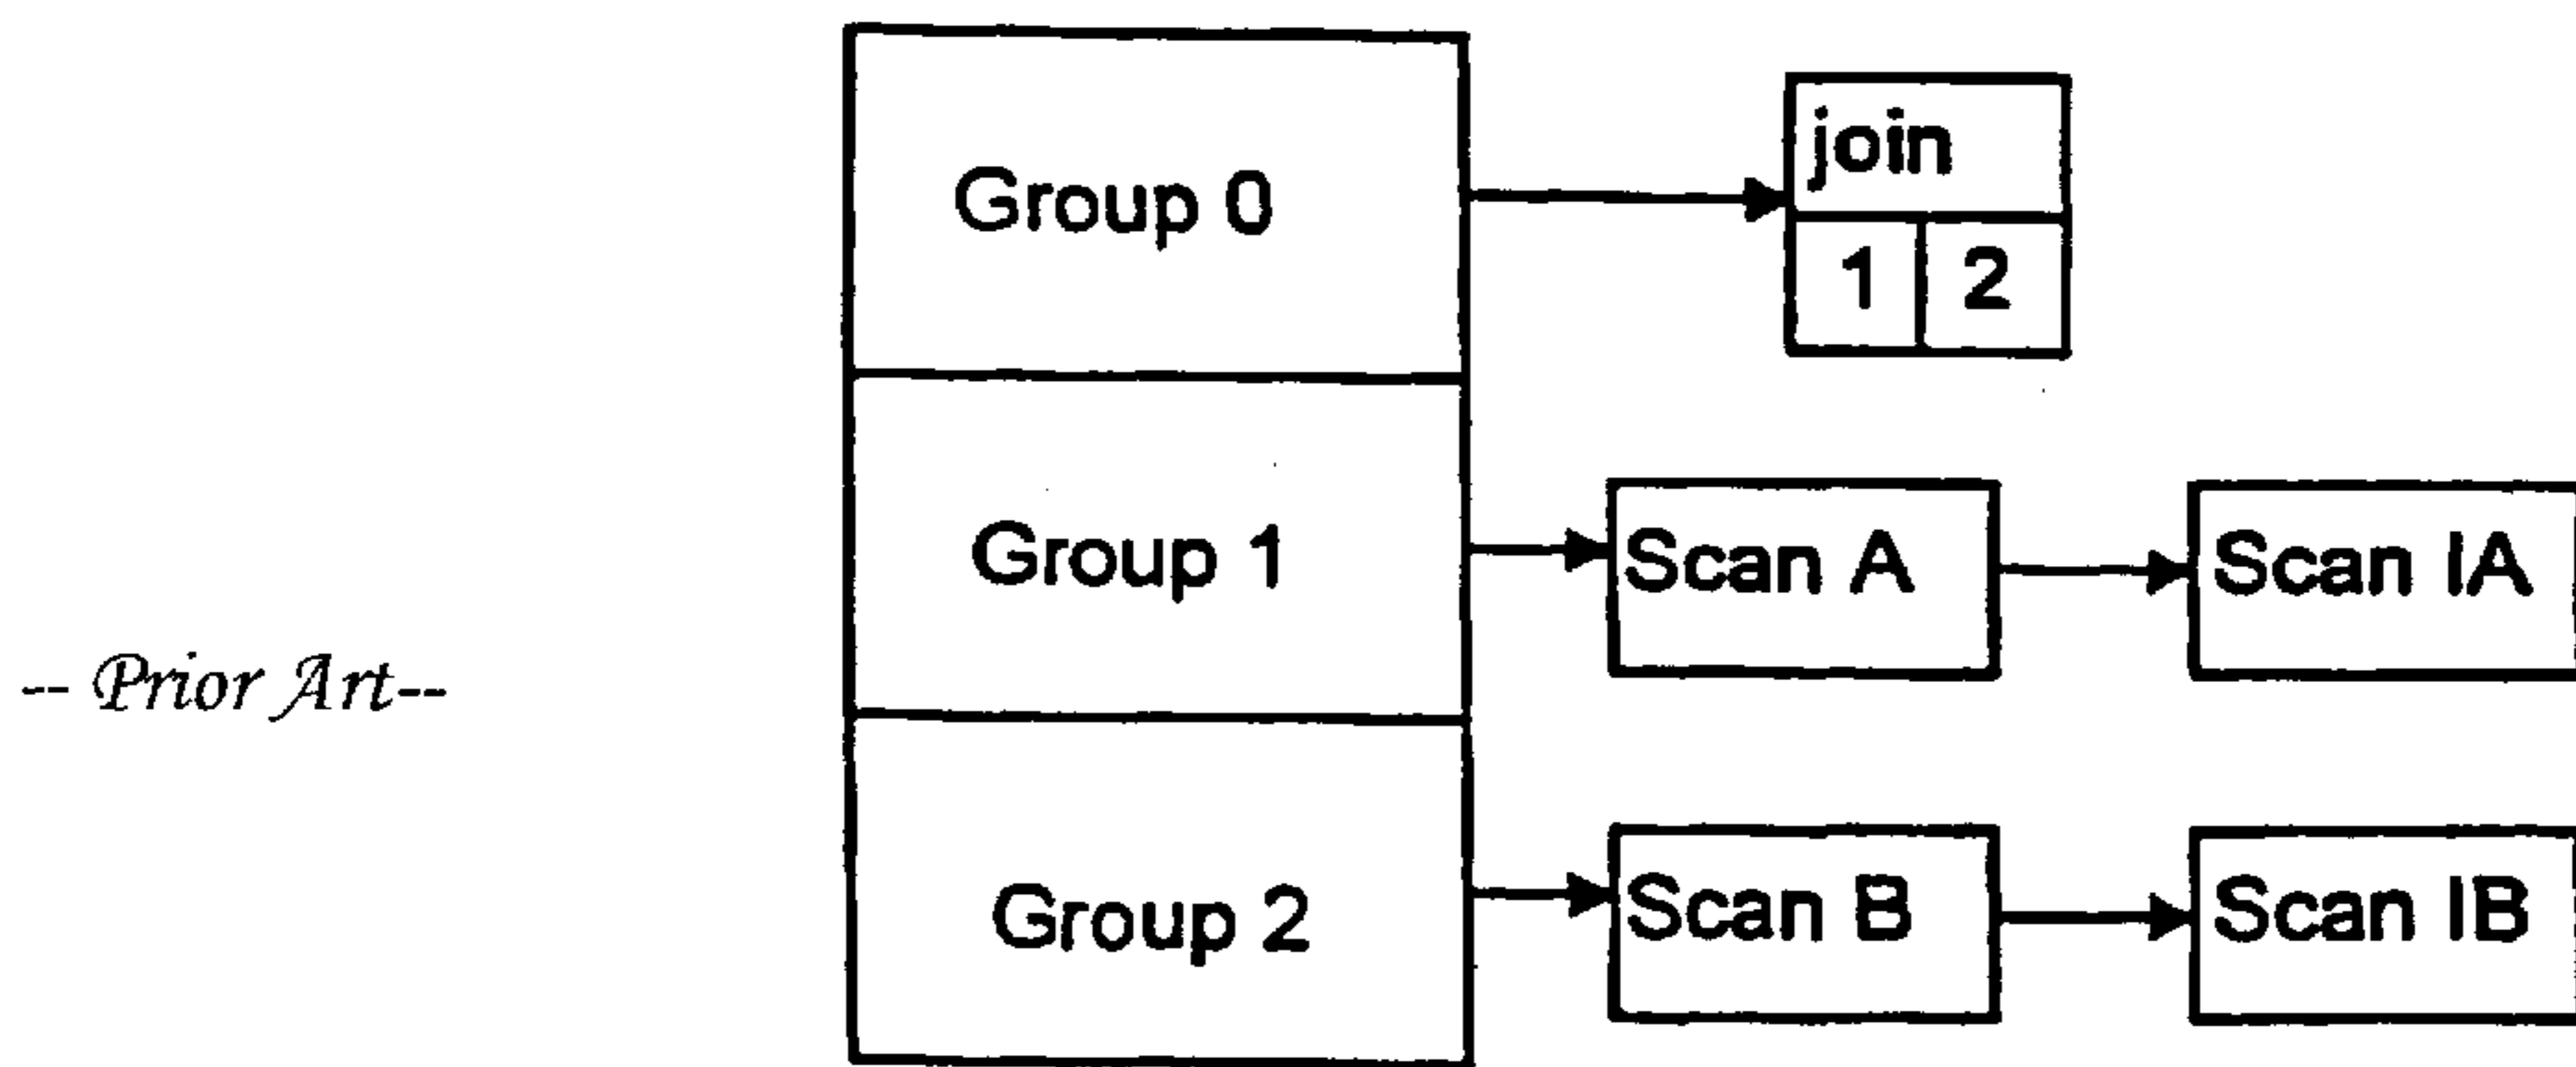 Group 0
join
1 2
Group 1
Scan A
Scan IA
-- Prior Art--
Group 2
Scan B
Scan IB